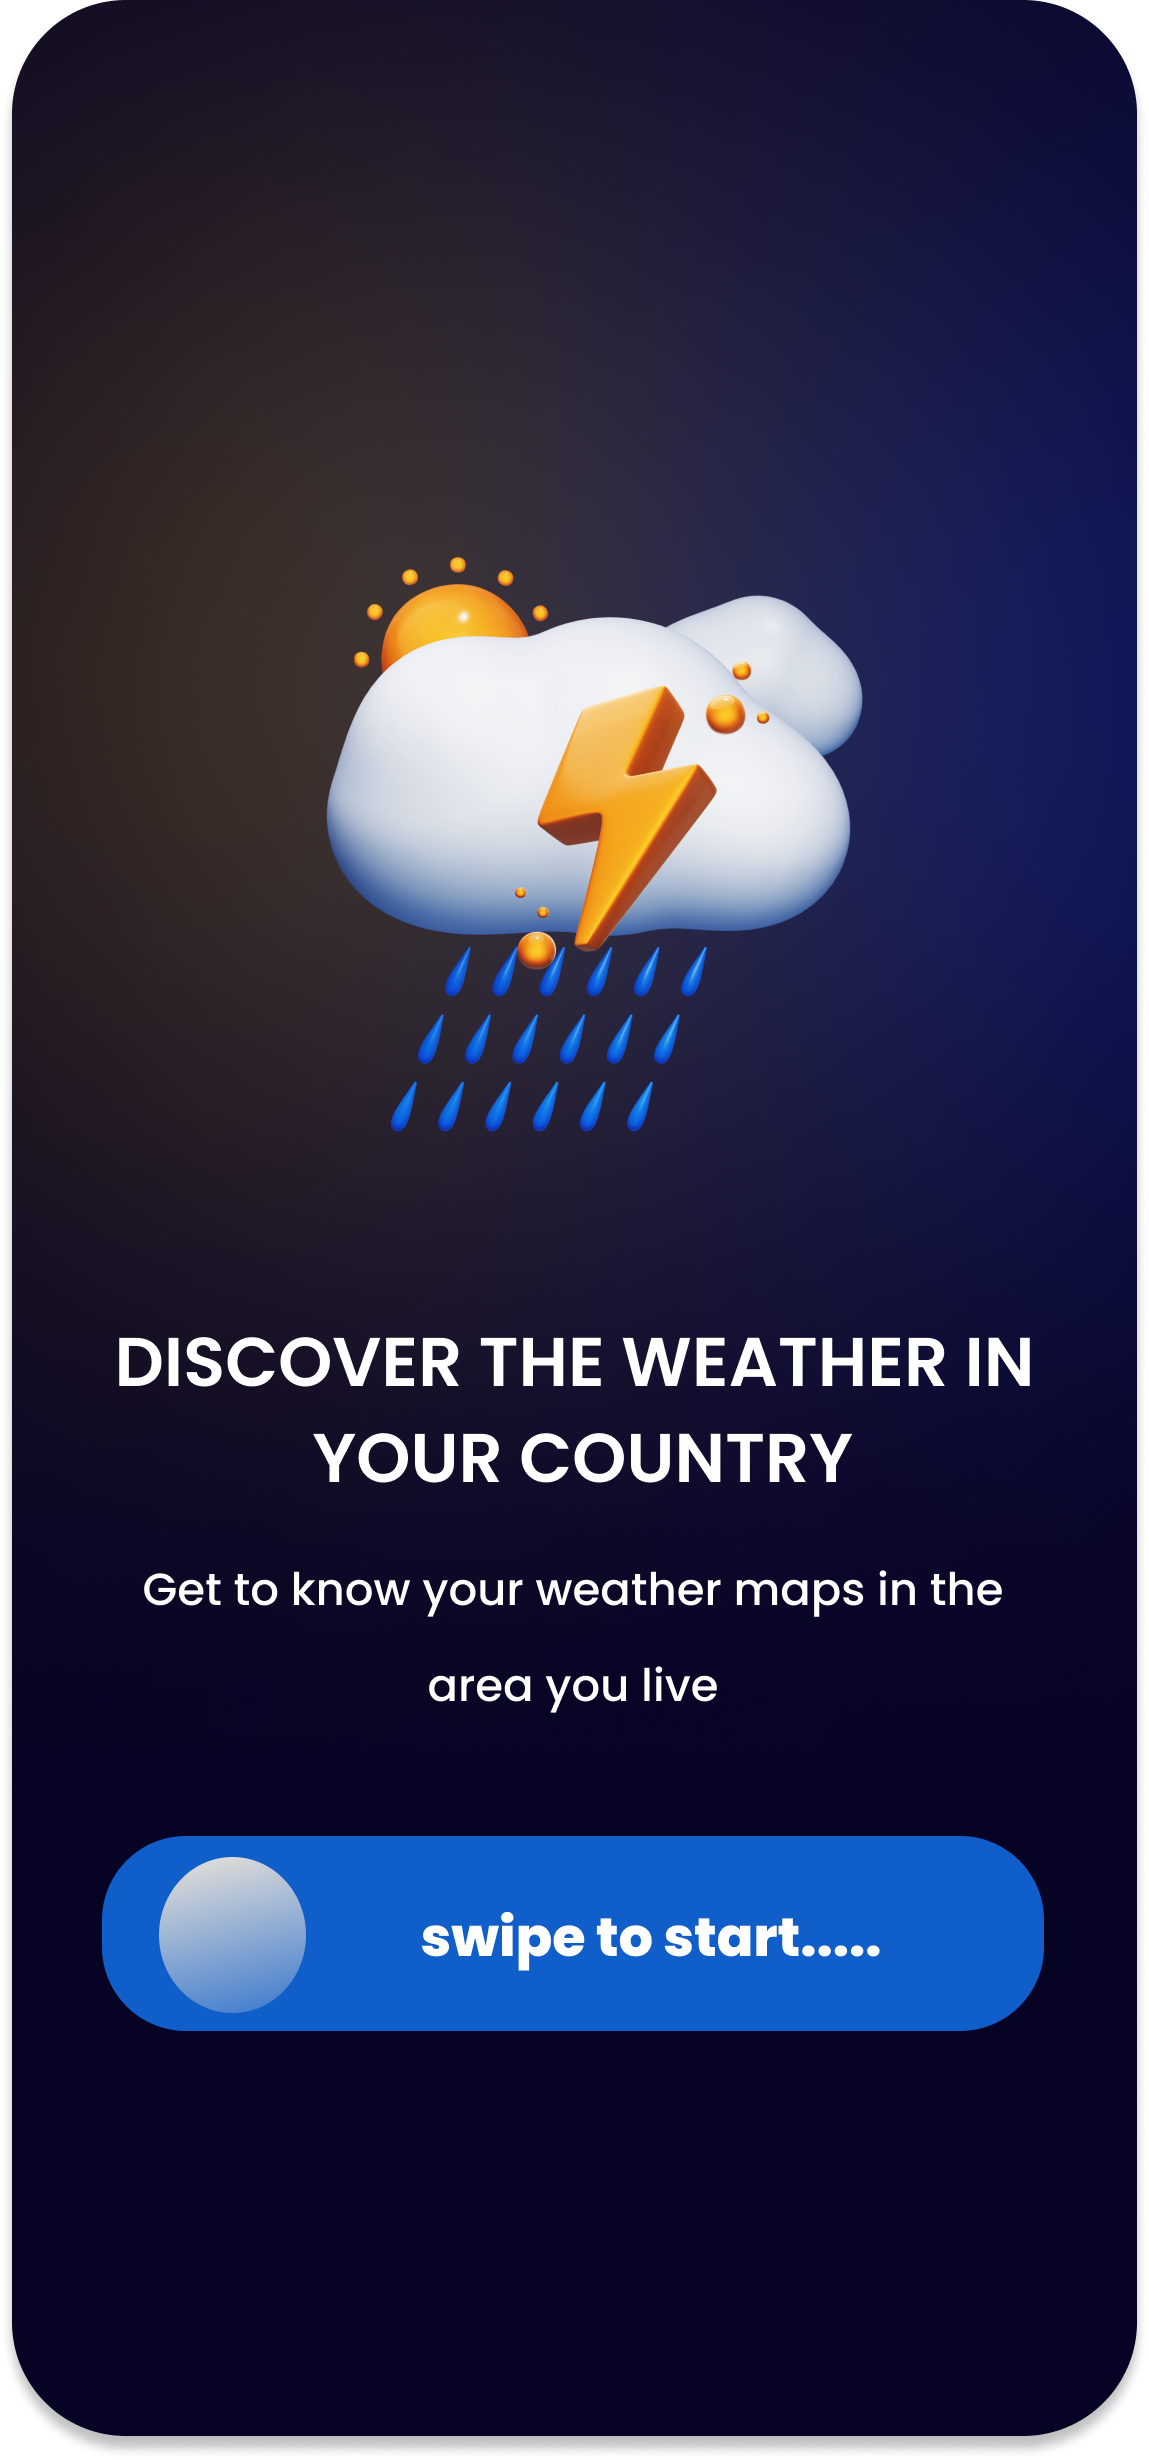 DISCOVER THE WEATHER IN
YOUR COUNTRY
Get to know your weather maps in the
area you live
swipe to start.....